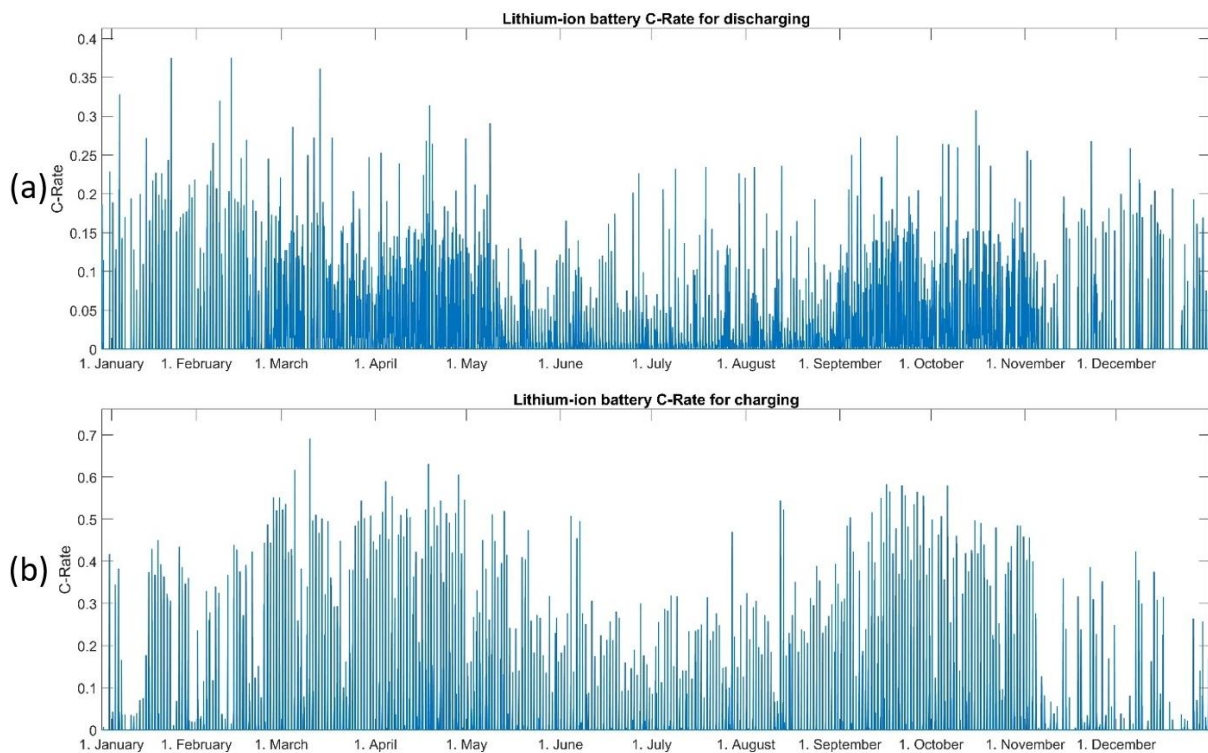 Lithium-ion battery C-Rate for discharging
(a)
C-Rate
0.4
0.35
0.3
0.25
0.2
0.15
0.1
0.05
0
1. January 1. February 1. March 1. April 1. May 1. June 1. July 1. August 1. September 1. October 1. November 1. December
Lithium-ion battery C-Rate for charging
(b)
C-Rate
0.7
0.6
0.5
0.4
0.3
0.2
0.1
0
1. January 1. February 1. March 1. April 1. May 1. June 1. July 1. August 1. September 1. October 1. November 1. December